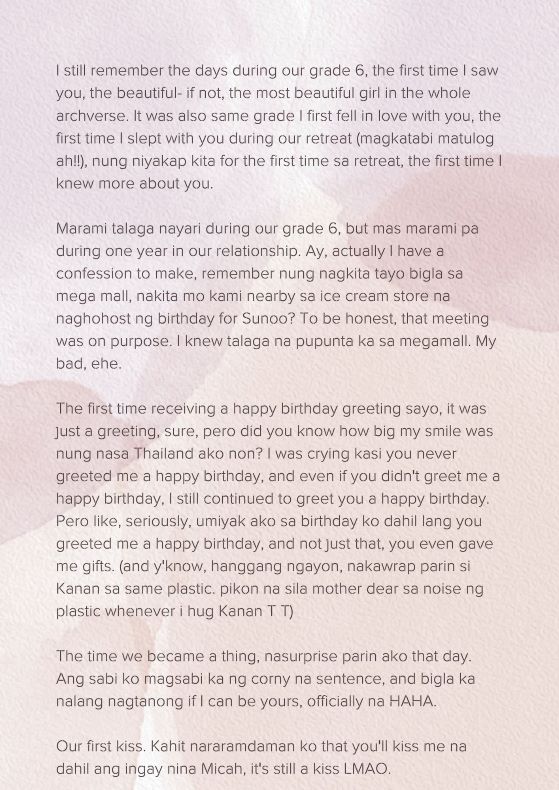 I still remember the days during our grade 6, the first time I saw
you, the beautiful- if not, the most beautiful girl in the whole
archverse. It was also same grade I first fell in love with you, the
first time I slept with you during our retreat (magkatabi matulog
ah!!), nung niyakap kita for the first time sa retreat, the first time I
knew more about you.

Marami talaga nayari during our grade 6, but mas marami pa
during one year in our relationship. Ay, actually I have a
confession to make, remember nung nagkita tayo bigla sa
mega mall, nakita mo kami nearby sa ice cream store na
naghohost ng birthday for Sunoo? To be honest, that meeting
was on purpose. I knew talaga na pupunta ka sa megamall. My
bad, ehe.

The first time receiving a happy birthday greeting sayo, it was
just a greeting, sure, pero did you know how big my smile was
nung nasa Thailand ako non? I was crying kasi you never
greeted me a happy birthday, and even if you didn't greet me a
happy birthday, I still continued to greet you a happy birthday.
Pero like, seriously, umiyak ako sa birthday ko dahil lang you
greeted me a happy birthday, and not just that, you even gave
me gifts. (and y'know, hanggang ngayon, nakawrap parin si
Kanan sa same plastic. pikon na sila mother dear sa noise ng
plastic whenever i hug Kanan T T)

The time we became a thing, nasurprise parin ako that day.
Ang sabi ko magsabi ka ng corny na sentence, and bigla ka
nalang nagtanong if I can be yours, officially na HAHA.

Our first kiss. Kahit nararamdaman ko that you'll kiss me na
dahil ang ingay nina Micah, it's still a kiss LMAO.